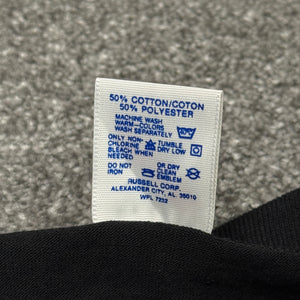 50% COTTON/COTON
50% POLYESTER
MACHINE WASH
WARM-COLORS
WASH SEPARATELY
ONLY NON- TUMBLE
CHLORINE DRY LOW
BLEACH WHEN
NEEDED
DO NOT OR DRY
IRON CLEAN
EMBLEM
RUSSELL CORP.
ALEXANDER CITY, AL 35010
WPL 7232